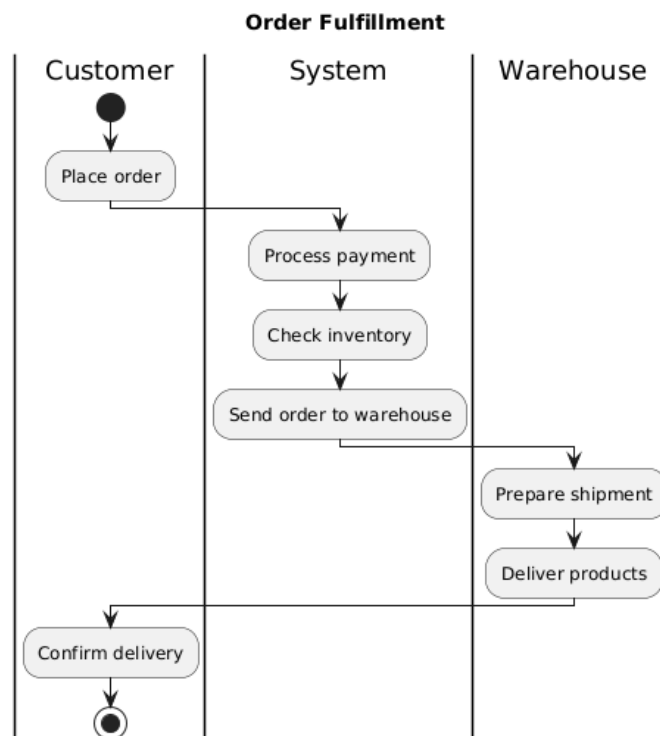 Order Fulfillment
Customer
System
Warehouse
Place order
Process payment
Check inventory
Send order to warehouse
Prepare shipment
Deliver products
Confirm delivery